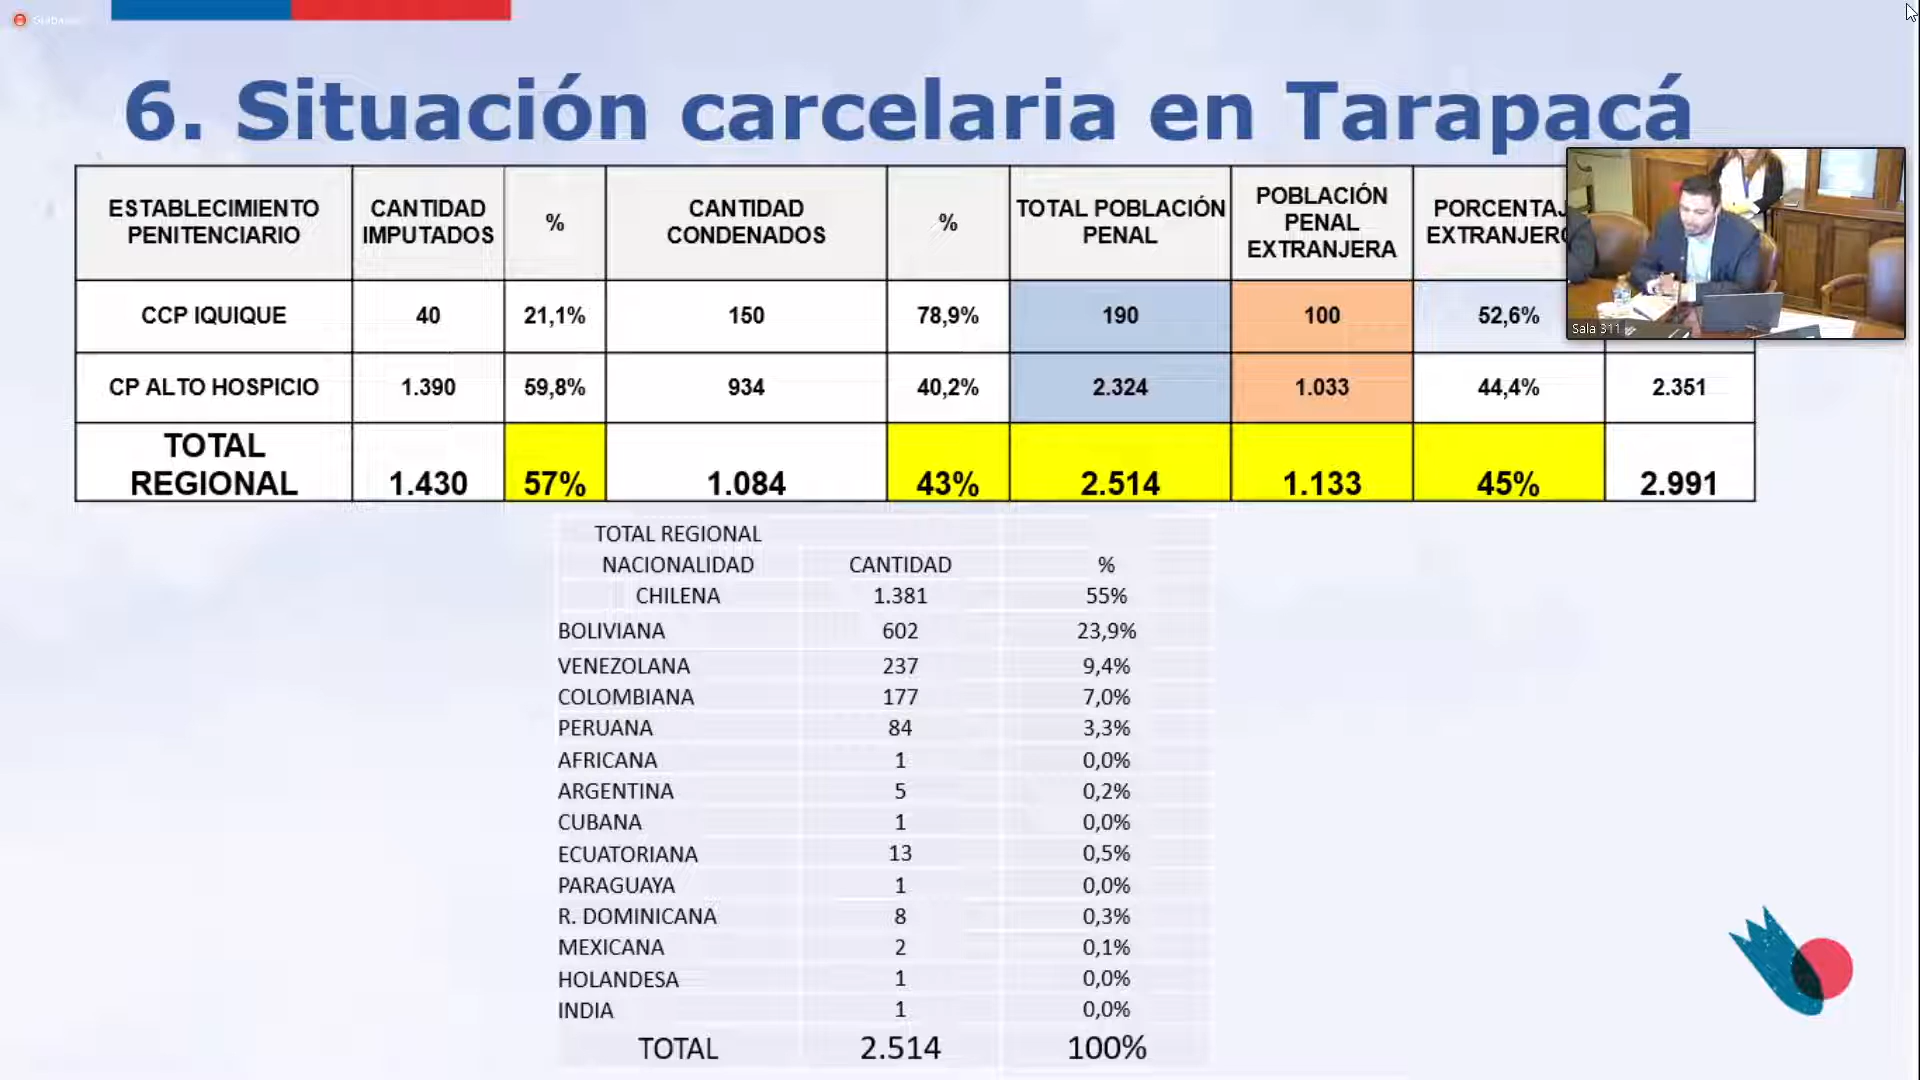 6. Situación carcelaria en Tarapacá
ESTABLECIMIENTO PENITENCIARIO CANTIDAD IMPUTADOS % CANTIDAD CONDENADOS % TOTAL POBLACIÓN PENAL POBLACIÓN PENAL EXTRANJERA
CCP IQUIQUE 40 21,1% 150 78,9% 190 100 52,6%
CP ALTO HOSPICIO 1.390 59,8% 934 40,2% 2.324 1.033 44,4% 2.351
TOTAL REGIONAL 1.430 57% 1.084 43% 2.514 1.133 45% 2.991
Sala 311
TOTAL REGIONAL
NACIONALIDAD CANTIDAD %
CHILENA 1.381 55%
BOLIVIANA 602 23,9%
VENEZOLANA 237 9,4%
COLOMBIANA 177 7,0%
PERUANA 84 3,3%
AFRICANA 1 0,0%
ARGENTINA 5 0,2%
CUBANA 1 0,0%
ECUATORIANA 13 0,5%
PARAGUAYA 1 0,0%
R. DOMINICANA 8 0,3%
MEXICANA 2 0,1%
HOLANDESA 1 0,0%
INDIA 1 0,0%
TOTAL 2.514 100%